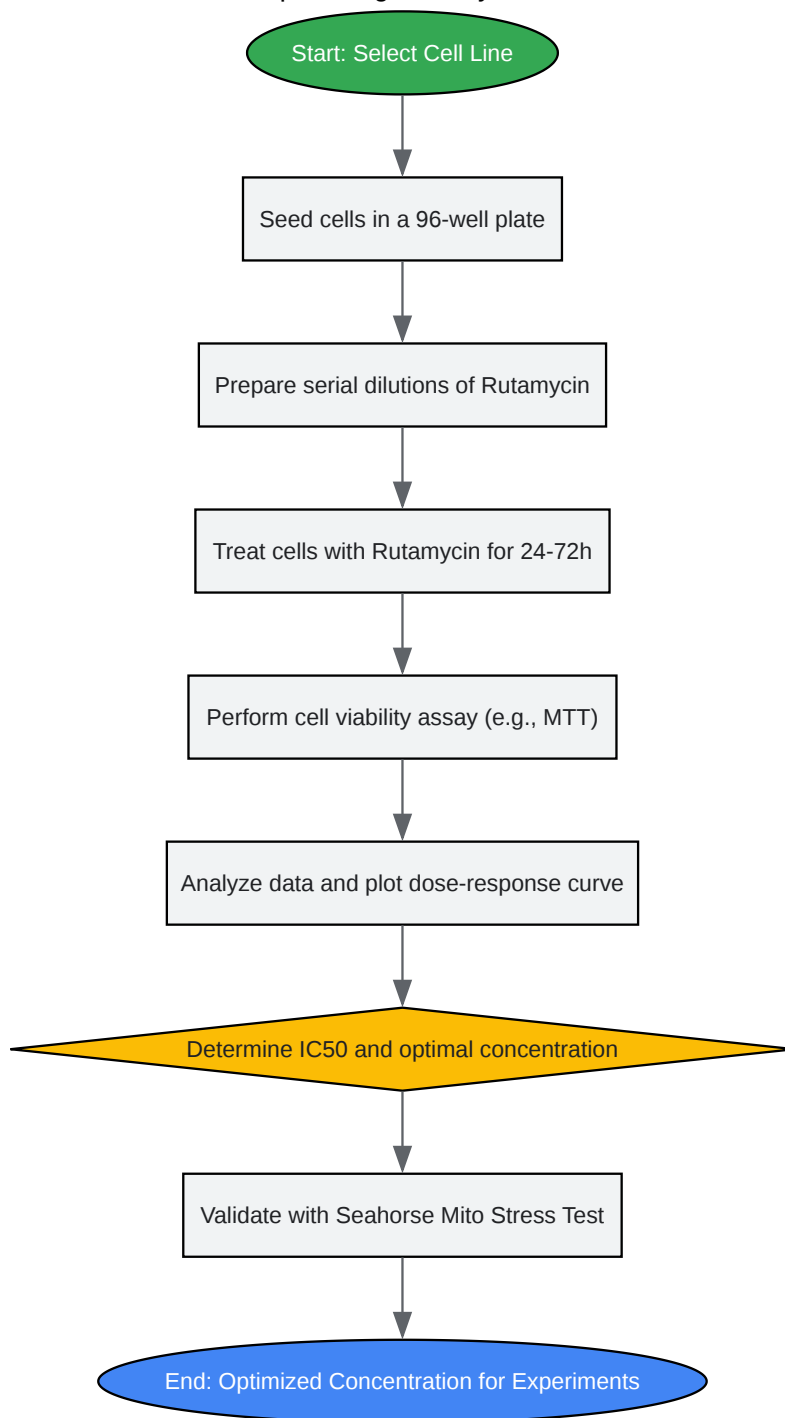 Start: Select Cell Line
Seed cells in a 96-well plate
Prepare serial dilutions of Rutamycin
Treat cells with Rutamycin for 24-72h
Perform cell viability assay (e.g., MTT)
Analyze data and plot dose-response curve
Determine IC50 and optimal concentration
Validate with Seahorse Mito Stress Test
End: Optimized Concentration for Experiments